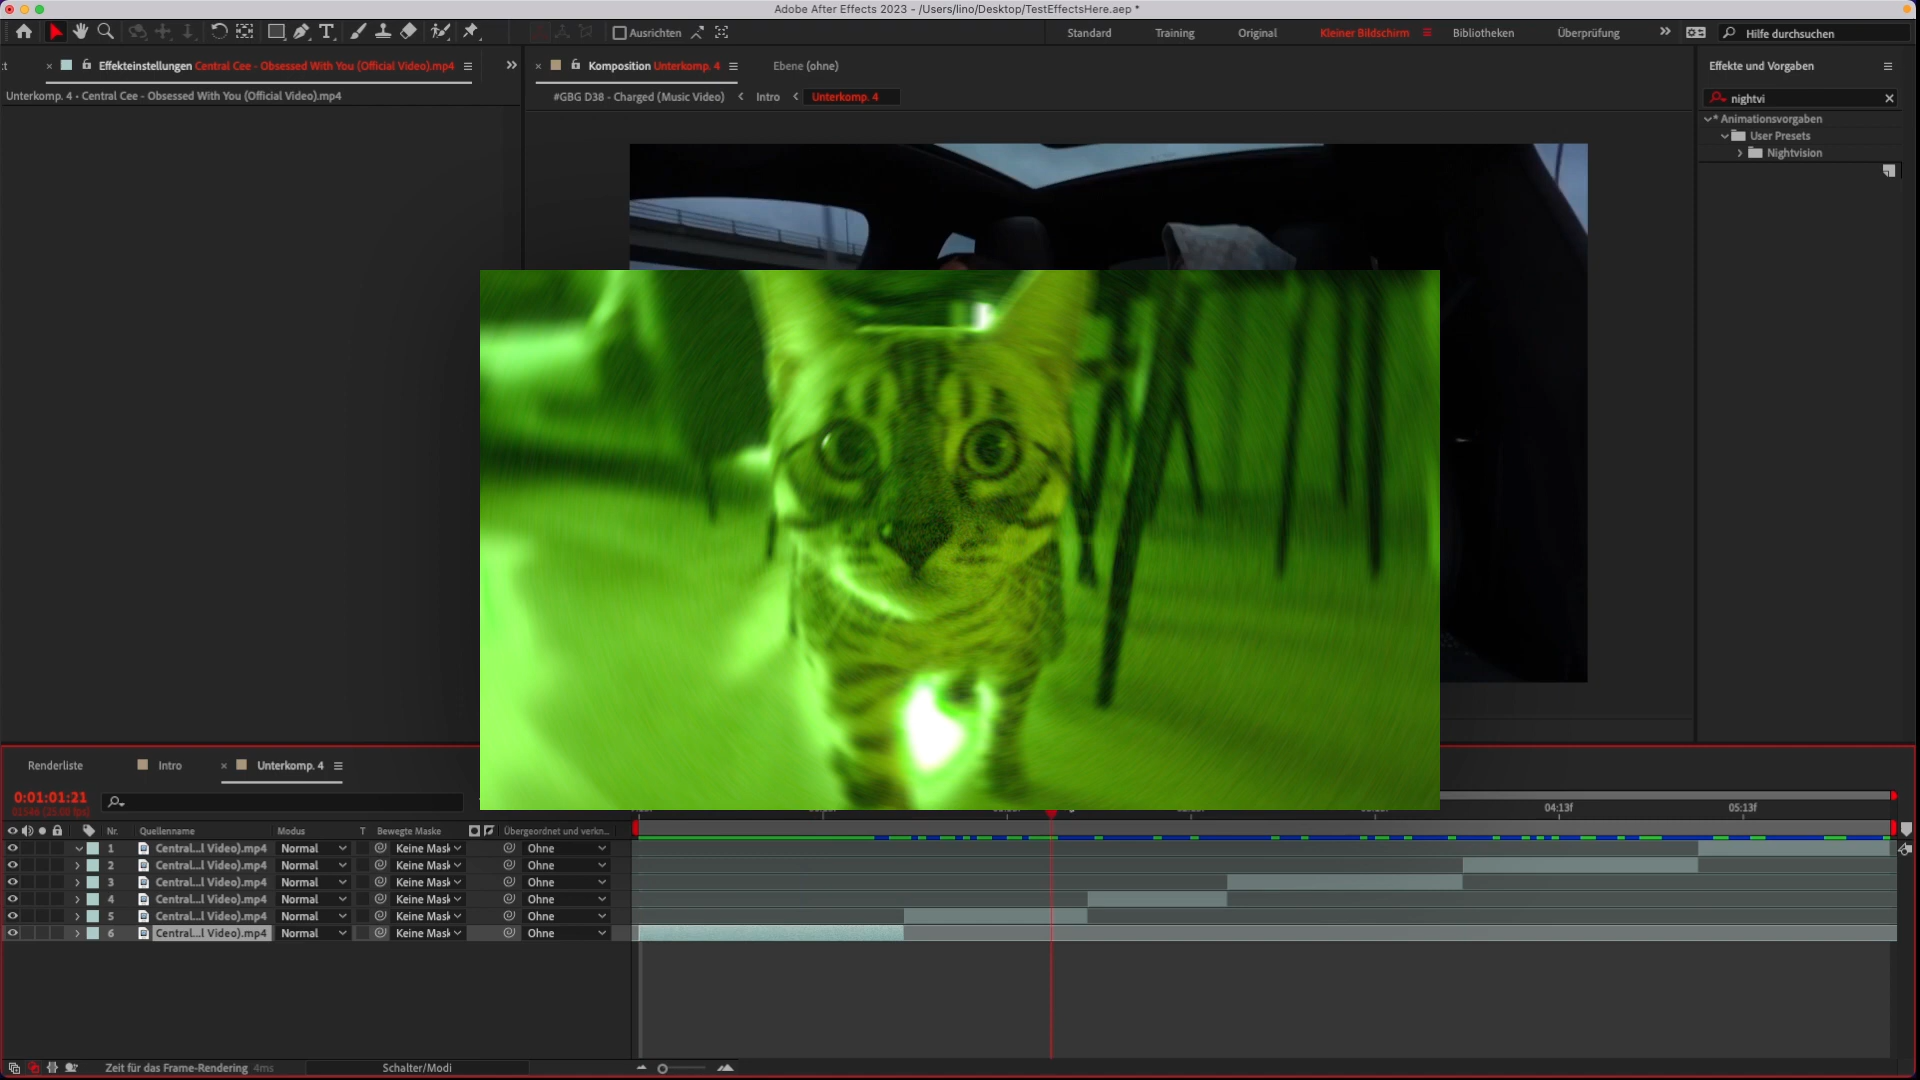 Adobe After Effects 2023 - /Users/lino/Desktop/TestEffectsHere.aep *
Ausrichten
Standard
Training
Original
Kleiner Bildschirm
Bibliotheken
Überprüfung
Hilfe durchsuchen
Effekteinstellungen Central Cee - Obsessed With You (Official Video).mp4
Komposition Unterkomp. 4
Ebene (ohne)
Effekte und Vorgaben
Unterkomp. 4 • Central Cee - Obsessed With You (Official Video).mp4
#GBG D38 - Charged (Music Video)
Intro
Unterkomp. 4
nightvi
* Animationsvorgaben
User Presets
Nightvision
Renderliste
Intro
Unterkomp. 4
0:01:01:21
01546 (25.00 fps)
04:13f
05:13f
Nr.
Quellenname
Modus
T
Bewegte Maske
Übergeordnet und verkn...
1 Central...l Video).mp4 Normal Keine Mask Ohne
2 Central...l Video).mp4 Normal Keine Mask Ohne
3 Central...l Video).mp4 Normal Keine Mask Ohne
4 Central...l Video).mp4 Normal Keine Mask Ohne
5 Central...l Video).mp4 Normal Keine Mask Ohne
6 Central...l Video).mp4 Normal Keine Mask Ohne
Zeit für das Frame-Rendering 4ms
Schalter/Modi